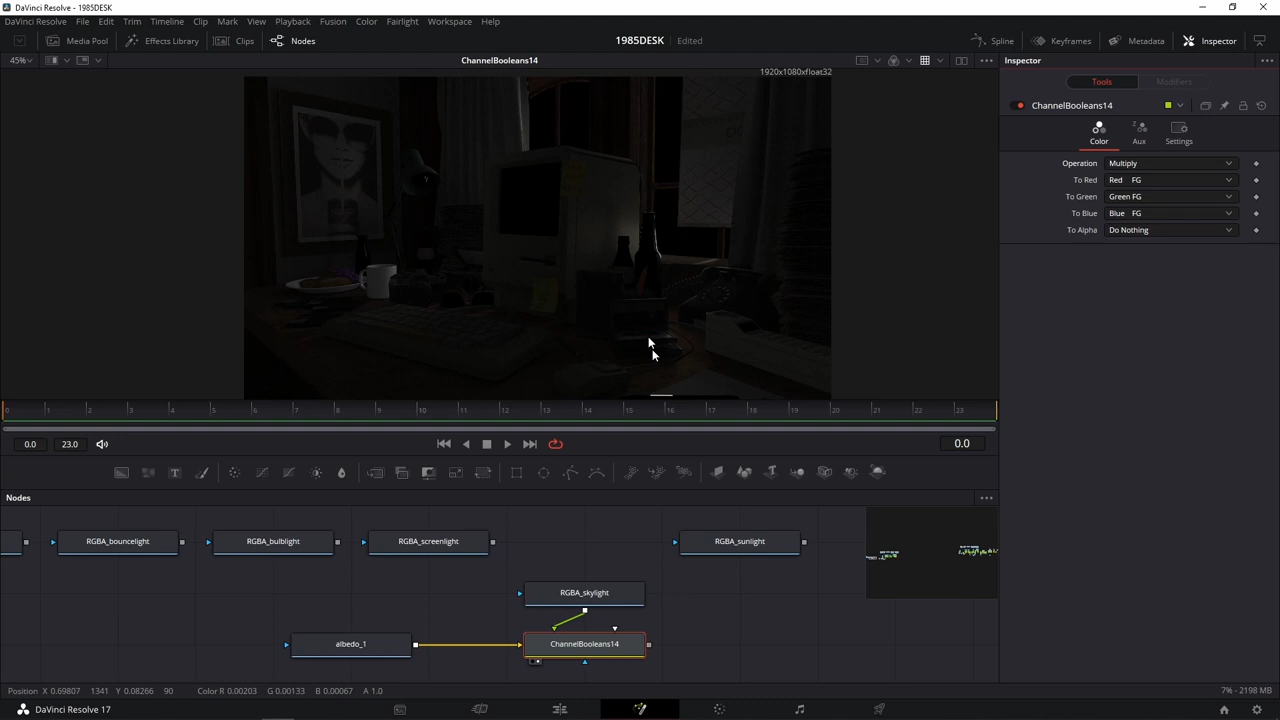 DaVinci Resolve - 1985DESK
DaVinci Resolve File Edit Trim Timeline Clip Mark View Playback Fusion Color Fairlight Workspace Help
Media Pool Effects Library Clips Nodes 1985DESK Edited Spline Keyframes Metadata Inspector
45% ChannelBooleans14 Inspector
1920x1080xfloat32
Tools Modifiers
ChannelBooleans14
Color Aux Settings
Operation Multiply
To Red Red FG
To Green Green FG
To Blue Blue FG
To Alpha Do Nothing
0 1 2 3 4 5 6 7 8 9 10 11 12 13 14 15 16 17 18 19 20 21 22 23
0.0 23.0 0.0
Nodes
RGBA_bouncelight RGBA_bulblight RGBA_screenlight RGBA_sunlight
RGBA_skylight
albedo_1 ChannelBooleans14
Position X 0.69807 1341 Y 0.08266 90 Color R 0.00203 G 0.00133 B 0.00067 A 1.0 7% - 2198 MB
DaVinci Resolve 17